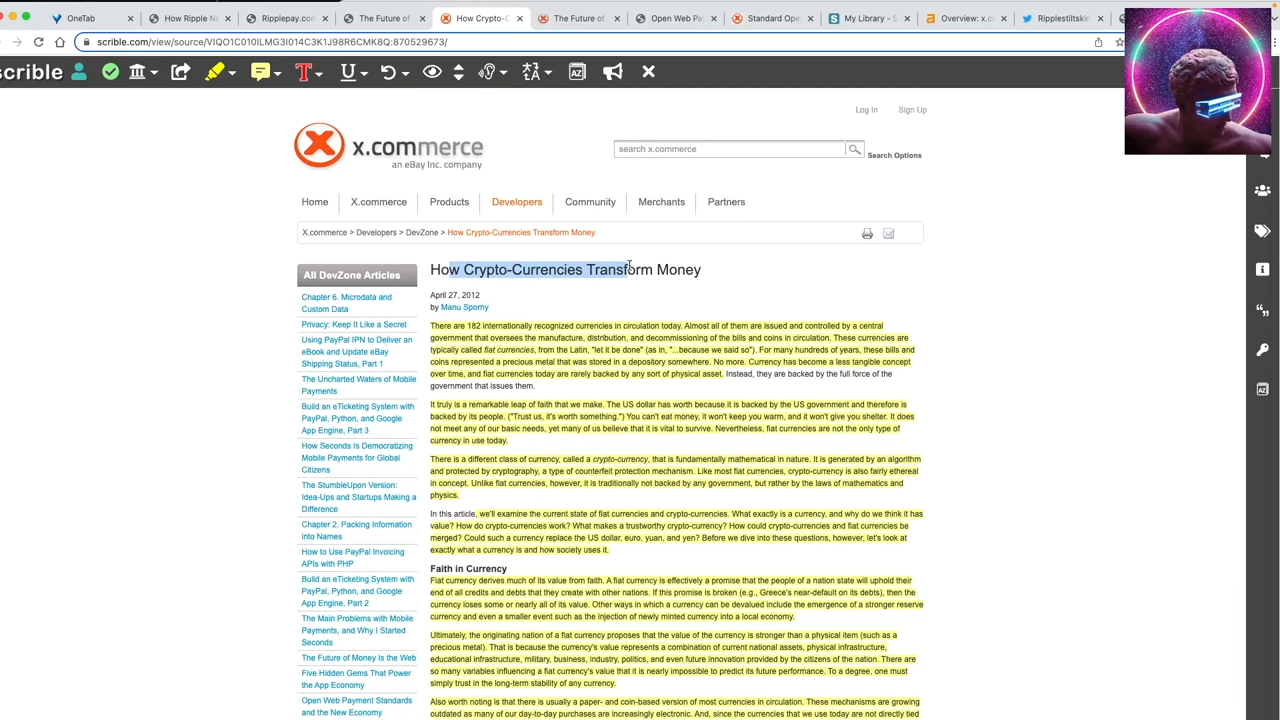 OneTab
How Ripple Ne
Ripplepay.com
The Future of
How Crypto-C
The Future of
Open Web Pa
Standard Ope
My Library - S
Overview: x.c
Ripplestiltskin
scrible.com/view/source/VIQO1C010ILMG3I014C3K1J98R6CMK8Q:870529673/
scrible
Log In Sign Up
x.commerce
an eBay Inc. company
search x.commerce
Search Options
Home X.commerce Products Developers Community Merchants Partners
X.commerce > Developers > DevZone > How Crypto-Currencies Transform Money
All DevZone Articles
Chapter 6. Microdata and
Custom Data
Privacy: Keep It Like a Secret
Using PayPal IPN to Deliver an
eBook and Update eBay
Shipping Status, Part 1
The Uncharted Waters of Mobile
Payments
Build an eTicketing System with
PayPal, Python, and Google
App Engine, Part 3
How Seconds Is Democratizing
Mobile Payments for Global
Citizens
The StumbleUpon Version:
Idea-Ups and Startups Making a
Difference
Chapter 2. Packing Information
into Names
How to Use PayPal Invoicing
APIs with PHP
Build an eTicketing System with
PayPal, Python, and Google
App Engine, Part 2
The Main Problems with Mobile
Payments, and Why I Started
Seconds
The Future of Money Is the Web
Five Hidden Gems That Power
the App Economy
Open Web Payment Standards
and the New Economy
How Crypto-Currencies Transform Money
April 27, 2012
by Manu Sporny
There are 182 internationally recognized currencies in circulation today. Almost all of them are issued and controlled by a central
government that oversees the manufacture, distribution, and decommissioning of the bills and coins in circulation. These currencies are
typically called fiat currencies, from the Latin, "let it be done" (as in, "...because we said so"). For many hundreds of years, these bills and
coins represented a precious metal that was stored in a depository somewhere. No more. Currency has become a less tangible concept
over time, and fiat currencies today are rarely backed by any sort of physical asset. Instead, they are backed by the full force of the
government that issues them.
It truly is a remarkable leap of faith that we make. The US dollar has worth because it is backed by the US government and therefore is
backed by its people. ("Trust us, it's worth something.") You can't eat money, it won't keep you warm, and it won't give you shelter. It does
not meet any of our basic needs, yet many of us believe that it is vital to survive. Nevertheless, fiat currencies are not the only type of
currency in use today.
There is a different class of currency, called a crypto-currency, that is fundamentally mathematical in nature. It is generated by an algorithm
and protected by cryptography, a type of counterfeit protection mechanism. Like most fiat currencies, crypto-currency is also fairly ethereal
in concept. Unlike fiat currencies, however, it is traditionally not backed by any government, but rather by the laws of mathematics and
physics.
In this article, we'll examine the current state of fiat currencies and crypto-currencies. What exactly is a currency, and why do we think it has
value? How do crypto-currencies work? What makes a trustworthy crypto-currency? How could crypto-currencies and fiat currencies be
merged? Could such a currency replace the US dollar, euro, yuan, and yen? Before we dive into these questions, however, let's look at
exactly what a currency is and how society uses it.
Faith in Currency
Fiat currency derives much of its value from faith. A fiat currency is effectively a promise that the people of a nation state will uphold their
end of all credits and debts that they create with other nations. If this promise is broken (e.g., Greece's near-default on its debts), then the
currency loses some or nearly all of its value. Other ways in which a currency can be devalued include the emergence of a stronger reserve
currency and even a smaller event such as the injection of newly minted currency into a local economy.
Ultimately, the originating nation of a fiat currency proposes that the value of the currency is stronger than a physical item (such as a
precious metal). That is because the currency's value represents a combination of current national assets, physical infrastructure,
educational infrastructure, military, business, industry, politics, and even future innovation provided by the citizens of the nation. There are
so many variables influencing a fiat currency's value that it is nearly impossible to predict its future performance. To a degree, one must
simply trust in the long-term stability of any currency.
Also worth noting is that there is usually a paper- and coin-based version of most currencies in circulation. These mechanisms are growing
outdated as many of our day-to-day purchases are increasingly electronic. And, since the currencies that we use today are not directly tied